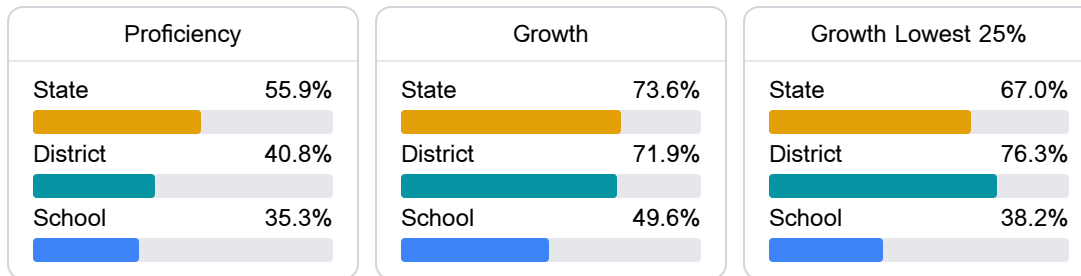 Proficiency
State 55.9%
District 40.8%
School 35.3%
Growth
State 73.6%
District 71.9%
School 49.6%
Growth Lowest 25%
State 67.0%
District 76.3%
School 38.2%